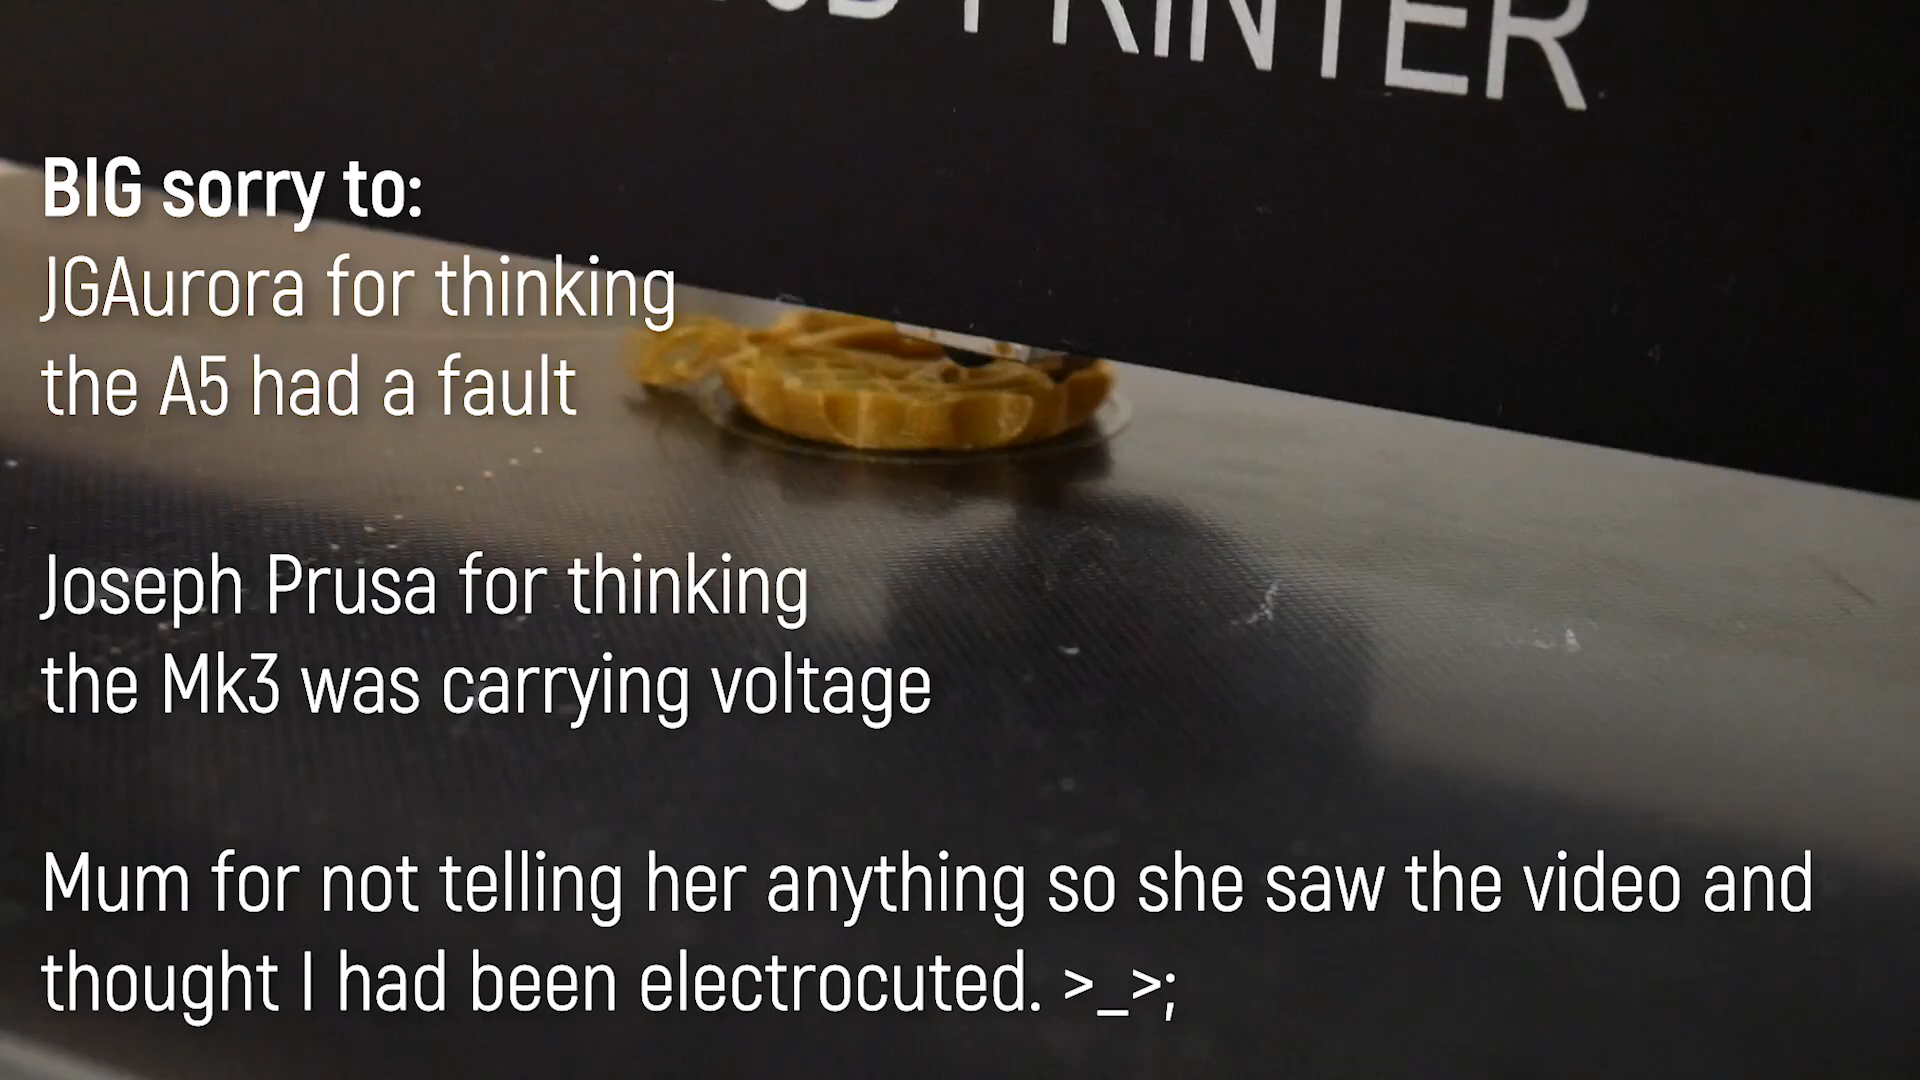 PRINTER
BIG sorry to:
JGAurora for thinking
the A5 had a fault
Joseph Prusa for thinking
the Mk3 was carrying voltage
Mum for not telling her anything so she saw the video and
thought I had been electrocuted. >_>;